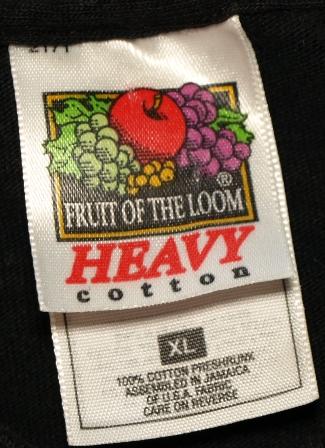 ®
FRUIT OF THE LOOM
HEAVY
cotton
XL
100% COTTON PRESHRUNK
ASSEMBLED IN JAMAICA
OF U.S.A. FABRIC
CARE ON REVERSE